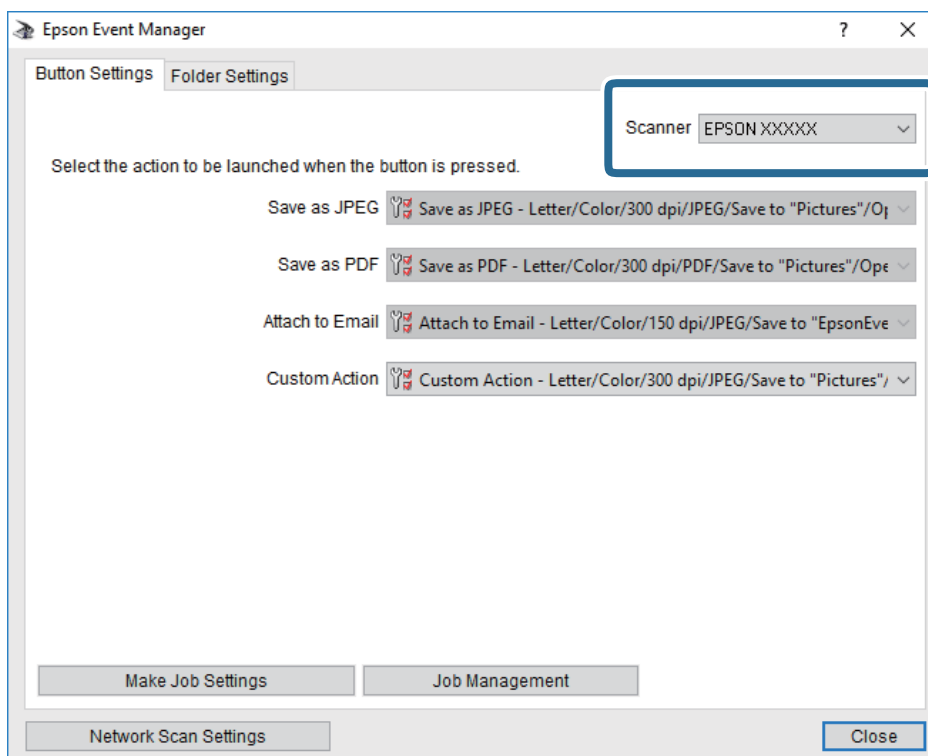 Epson Event Manager
Button Settings Folder Settings
Scanner EPSON XXXXX
Select the action to be launched when the button is pressed.
Save as JPEG Save as JPEG - Letter/Color/300 dpi/JPEG/Save to "Pictures"/Op
Save as PDF Save as PDF - Letter/Color/300 dpi/PDF/Save to "Pictures"/Ope
Attach to Email Attach to Email - Letter/Color/150 dpi/JPEG/Save to "EpsonEve
Custom Action Custom Action - Letter/Color/300 dpi/JPEG/Save to "Pictures"/
Make Job Settings Job Management
Network Scan Settings Close